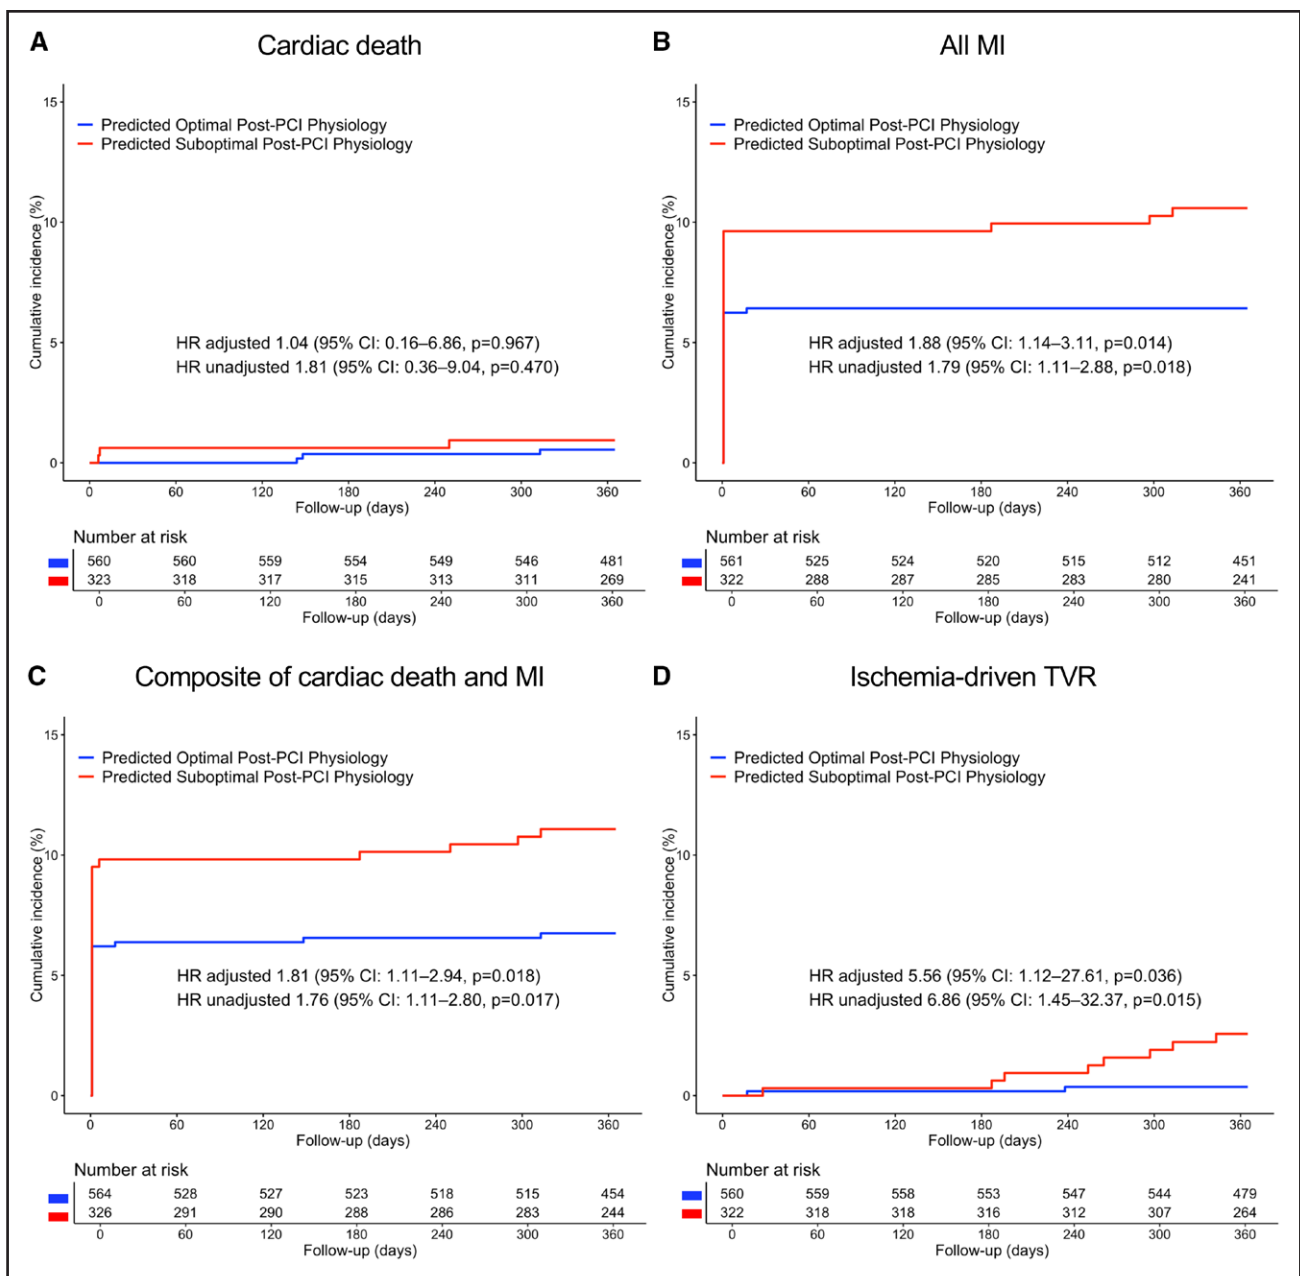 A
Cardiac death
15
Predicted Optimal Post-PCI Physiology
Predicted Suboptimal Post-PCI Physiology
10
Cumulative incidence (%)
5
HR adjusted 1.04 (95% CI: 0.16–6.86, p=0.967)
HR unadjusted 1.81 (95% CI: 0.36–9.04, p=0.470)
0
0 60 120 180 240 300 360
Follow-up (days)
Number at risk
560 560 559 554 549 546 481
323 318 317 315 313 311 269
0 60 120 180 240 300 360
Follow-up (days)
B
All MI
15
Predicted Optimal Post-PCI Physiology
Predicted Suboptimal Post-PCI Physiology
10
Cumulative incidence (%)
5
HR adjusted 1.88 (95% CI: 1.14–3.11, p=0.014)
HR unadjusted 1.79 (95% CI: 1.11–2.88, p=0.018)
0
0 60 120 180 240 300 360
Follow-up (days)
Number at risk
561 525 524 520 515 512 451
322 288 287 285 283 280 241
0 60 120 180 240 300 360
Follow-up (days)
C
Composite of cardiac death and MI
15
Predicted Optimal Post-PCI Physiology
Predicted Suboptimal Post-PCI Physiology
10
Cumulative incidence (%)
5
HR adjusted 1.81 (95% CI: 1.11–2.94, p=0.018)
HR unadjusted 1.76 (95% CI: 1.11–2.80, p=0.017)
0
0 60 120 180 240 300 360
Follow-up (days)
Number at risk
564 528 527 523 518 515 454
326 291 290 288 286 283 244
0 60 120 180 240 300 360
Follow-up (days)
D
Ischemia-driven TVR
15
Predicted Optimal Post-PCI Physiology
Predicted Suboptimal Post-PCI Physiology
10
Cumulative incidence (%)
5
HR adjusted 5.56 (95% CI: 1.12–27.61, p=0.036)
HR unadjusted 6.86 (95% CI: 1.45–32.37, p=0.015)
0
0 60 120 180 240 300 360
Follow-up (days)
Number at risk
560 559 558 553 547 544 479
322 318 318 316 312 307 264
0 60 120 180 240 300 360
Follow-up (days)